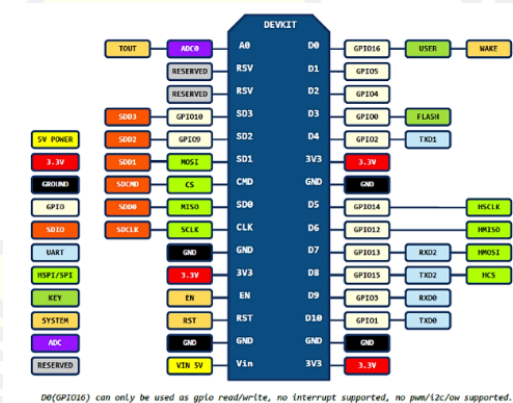 DEVKIT
TOUT ADC0 A0 D0 GPIO16 USER WAKE
RESERVED RSV D1 GPIO5
RESERVED RSV D2 GPIO4
SDD3 GPIO10 SD3 D3 GPIO0 FLASH
5V POWER SDD2 GPIO9 SD2 D4 GPIO2 TXD1
3.3V SDD1 MOSI SD1 3V3 3.3V
GROUND SDCMD CS CMD GND GND
GPIO SDD0 MISO SD0 D5 GPIO14 HSCLK
SDIO SDCLK SCLK CLK D6 GPIO12 HMISO
UART GND GND D7 GPIO13 RXD2 HMOSI
HSPI/SPI 3.3V 3V3 D8 GPIO15 TXD2 HCS
KEY EN EN D9 GPIO3 RXD0
SYSTEM RST RST D10 GPIO1 TXD0
ADC GND GND GND GND
RESERVED VIN 5V Vin 3V3 3.3V
D0(GPIO16) can only be used as gpio read/write, no interrupt supported, no pwm/i2c/ow supported.